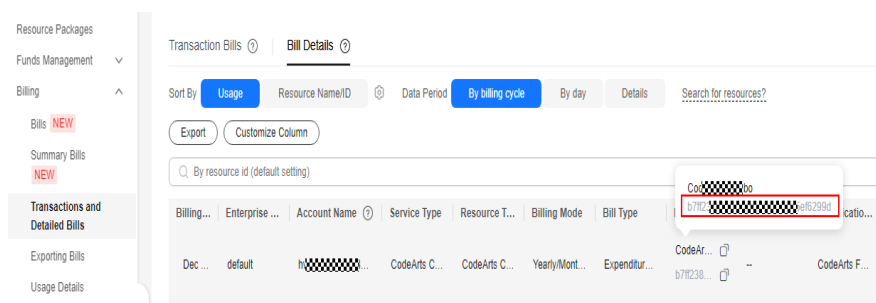 Resource Packages
Funds Management
Billing
Bills NEW
Summary Bills
NEW
Transactions and
Detailed Bills
Exporting Bills
Usage Details
Transaction Bills
Bill Details
Sort By Usage Resource Name/ID Data Period By billing cycle By day Details Search for resources?
Export Customize Column
By resource id (default setting)
Cod bo
b7ff2 6ef6299d
Billing... Enterprise ... Account Name Service Type Resource T... Billing Mode Bill Type icatio...
CodeAr...
Dec ... default h ... CodeArts C... CodeArts C... Yearly/Mont... Expenditur... -- CodeArts F...
b7ff238...